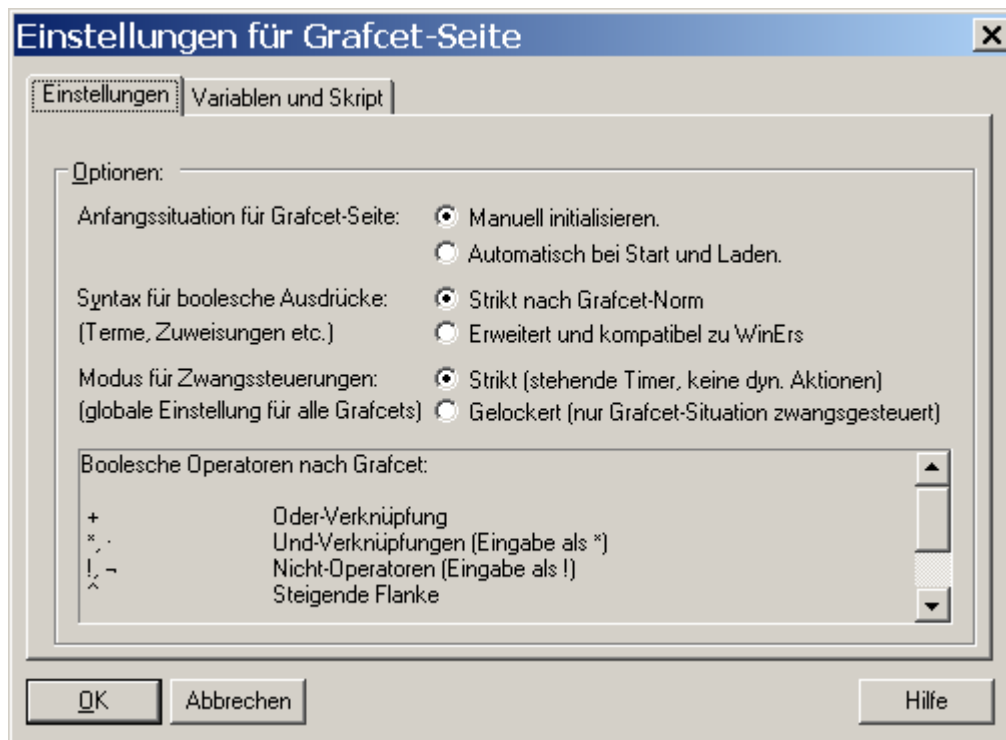 Einstellungen für Grafcet-Seite
Einstellungen Variablen und Skript
Optionen:
Anfangssituation für Grafcet-Seite: Manuell initialisieren.
Automatisch bei Start und Laden.
Syntax für boolesche Ausdrücke: Strikt nach Grafcet-Norm
(Terme, Zuweisungen etc.) Erweitert und kompatibel zu WinErs
Modus für Zwangssteuerungen: Strikt (stehende Timer, keine dyn. Aktionen)
(globale Einstellung für alle Grafcets) Gelockert (nur Grafcet-Situation zwangsgesteuert)
Boolesche Operatoren nach Grafcet:
+ Oder-Verknüpfung
*, · Und-Verknüpfungen (Eingabe als *)
!, ¬ Nicht-Operatoren (Eingabe als !)
^ Steigende Flanke
OK Abbrechen Hilfe